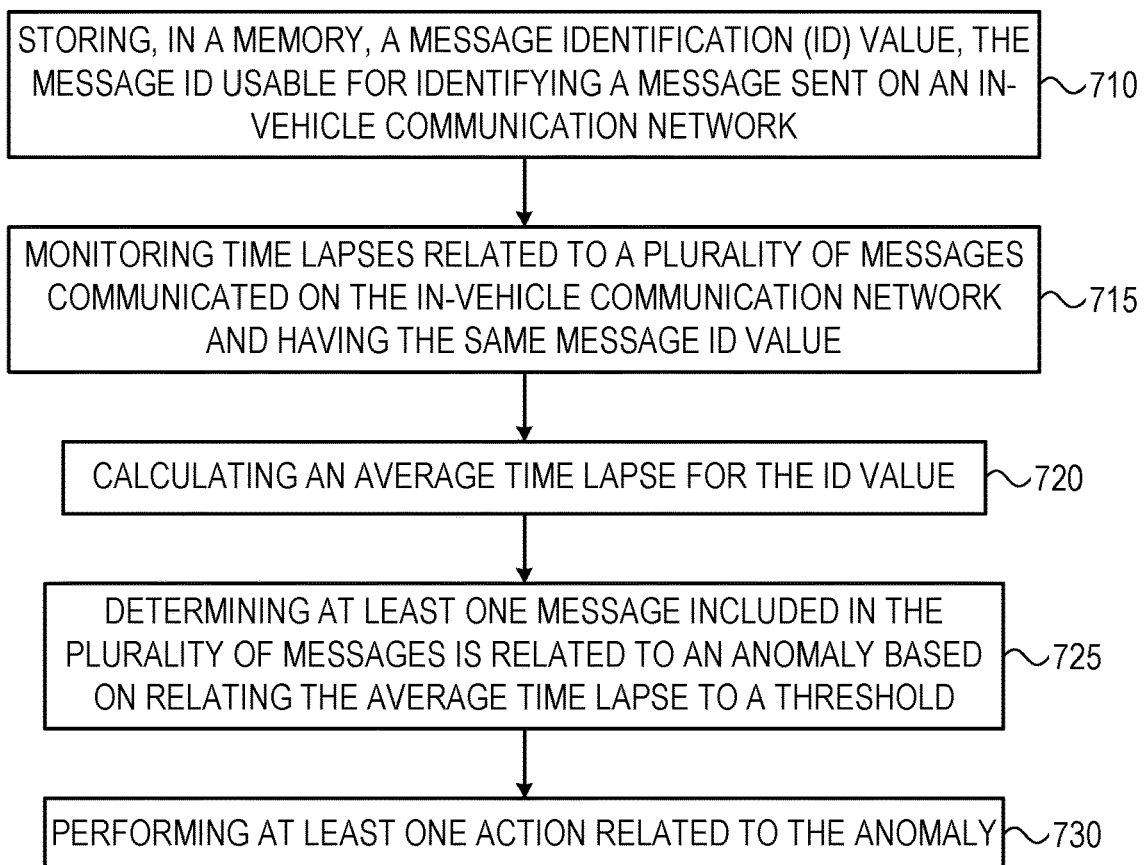 STORING, IN A MEMORY, A MESSAGE IDENTIFICATION (ID) VALUE, THE
MESSAGE ID USABLE FOR IDENTIFYING A MESSAGE SENT ON AN IN-
VEHICLE COMMUNICATION NETWORK
710
MONITORING TIME LAPSES RELATED TO A PLURALITY OF MESSAGES
COMMUNICATED ON THE IN-VEHICLE COMMUNICATION NETWORK
AND HAVING THE SAME MESSAGE ID VALUE
715
CALCULATING AN AVERAGE TIME LAPSE FOR THE ID VALUE
720
DETERMINING AT LEAST ONE MESSAGE INCLUDED IN THE
PLURALITY OF MESSAGES IS RELATED TO AN ANOMALY BASED
ON RELATING THE AVERAGE TIME LAPSE TO A THRESHOLD
725
PERFORMING AT LEAST ONE ACTION RELATED TO THE ANOMALY
730